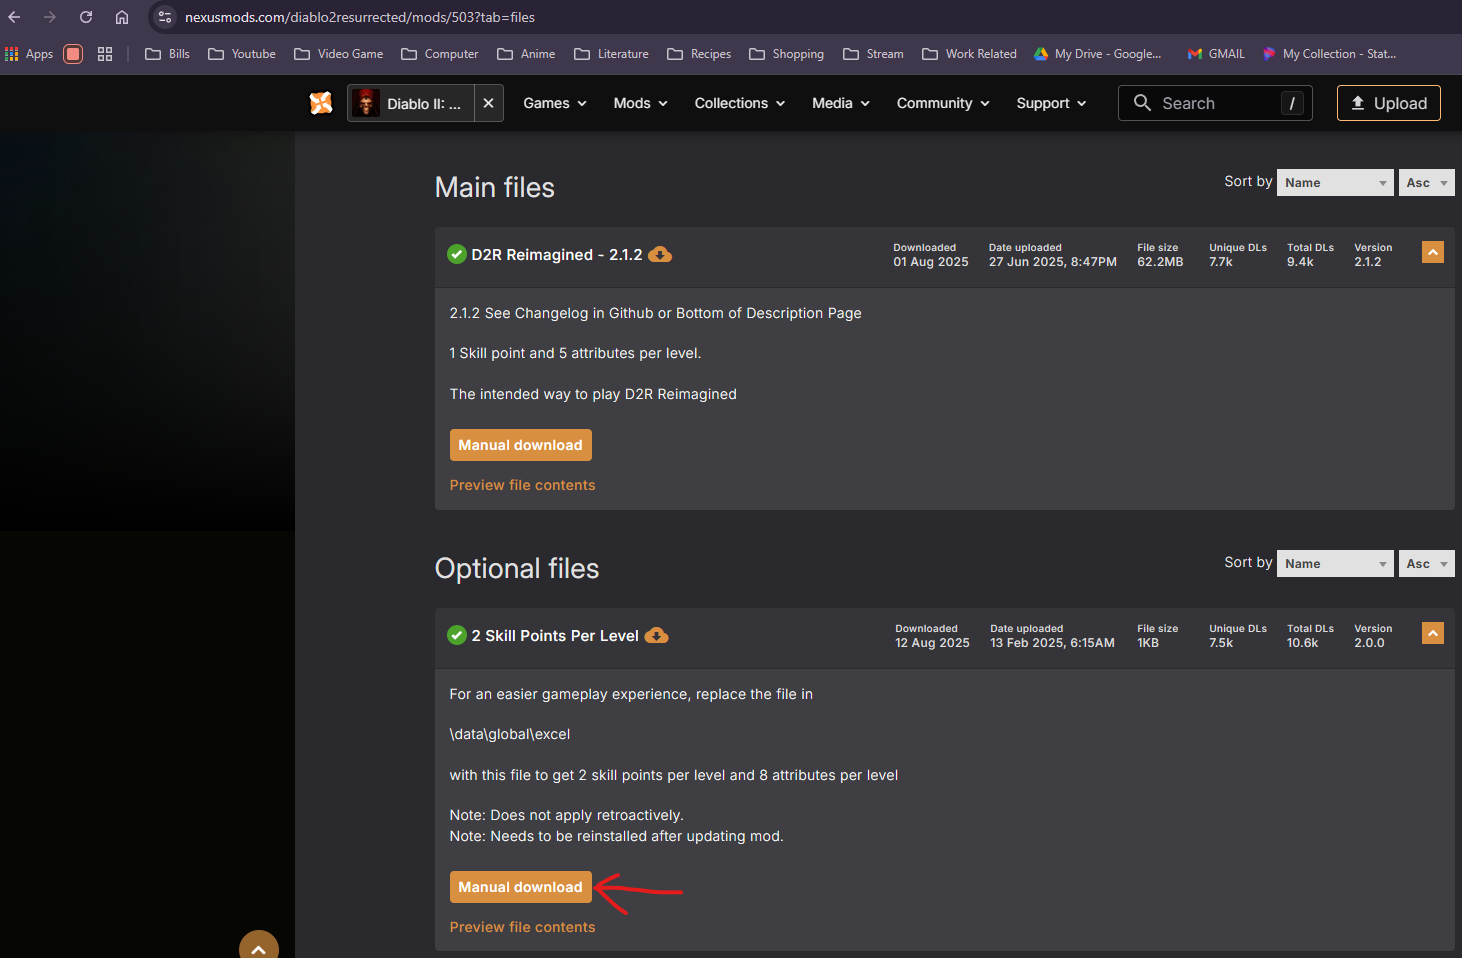 nexusmods.com/diablo2resurrected/mods/503?tab=files
Apps Bills Youtube Video Game Computer Anime Literature Recipes Shopping Stream Work Related My Drive - Google... GMAIL My Collection - Stat...
Diablo II: ... Games Mods Collections Media Community Support Search / Upload
Main files
Sort by Name Asc
D2R Reimagined - 2.1.2
Downloaded Date uploaded File size Unique DLs Total DLs Version
01 Aug 2025 27 Jun 2025, 8:47PM 62.2MB 7.7k 9.4k 2.1.2
2.1.2 See Changelog in Github or Bottom of Description Page
1 Skill point and 5 attributes per level.
The intended way to play D2R Reimagined
Manual download
Preview file contents
Optional files
Sort by Name Asc
2 Skill Points Per Level
Downloaded Date uploaded File size Unique DLs Total DLs Version
12 Aug 2025 13 Feb 2025, 6:15AM 1KB 7.5k 10.6k 2.0.0
For an easier gameplay experience, replace the file in
\data\global\excel
with this file to get 2 skill points per level and 8 attributes per level
Note: Does not apply retroactively.
Note: Needs to be reinstalled after updating mod.
Manual download
Preview file contents